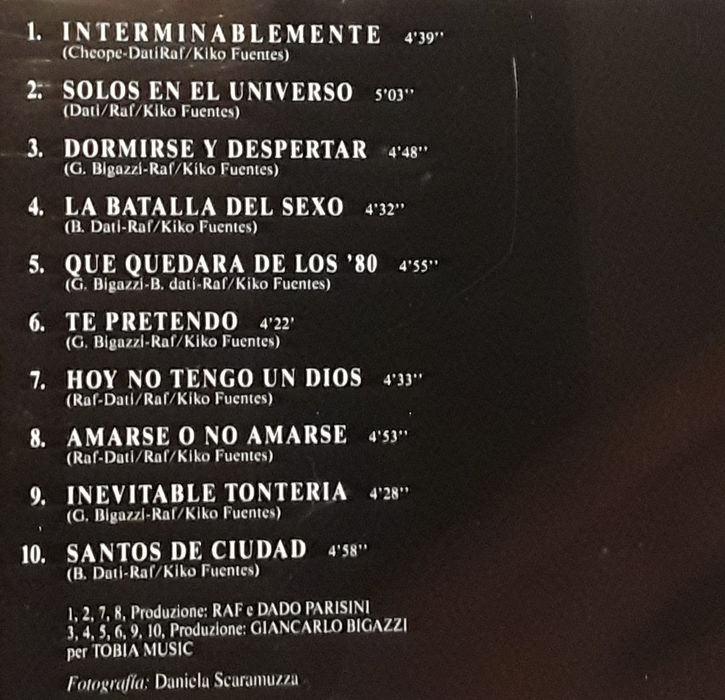 1. INTERMINABLEMENTE 4'39''
(Cheope-DatiRaf/Kiko Fuentes)
2. SOLOS EN EL UNIVERSO 5'03''
(Dati/Raf/Kiko Fuentes)
3. DORMIRSE Y DESPERTAR 4'48''
(G. Bigazzi-Raf/Kiko Fuentes)
4. LA BATALLA DEL SEXO 4'32''
(B. Dati-Raf/Kiko Fuentes)
5. QUE QUEDARA DE LOS '80 4'55''
(G. Bigazzi-B. dati-Raf/Kiko Fuentes)
6. TE PRETENDO 4'22'
(G. Bigazzi-Raf/Kiko Fuentes)
7. HOY NO TENGO UN DIOS 4'33''
(Raf-Dati/Raf/Kiko Fuentes)
8. AMARSE O NO AMARSE 4'53''
(Raf-Dati/Raf/Kiko Fuentes)
9. INEVITABLE TONTERIA 4'28''
(G. Bigazzi-Raf/Kiko Fuentes)
10. SANTOS DE CIUDAD 4'58''
(B. Dati-Raf/Kiko Fuentes)
1, 2, 7, 8, Produzione: RAF e DADO PARISINI
3, 4, 5, 6, 9, 10, Produzione: GIANCARLO BIGAZZI
per TOBIA MUSIC
Fotografía: Daniela Scaramuzza